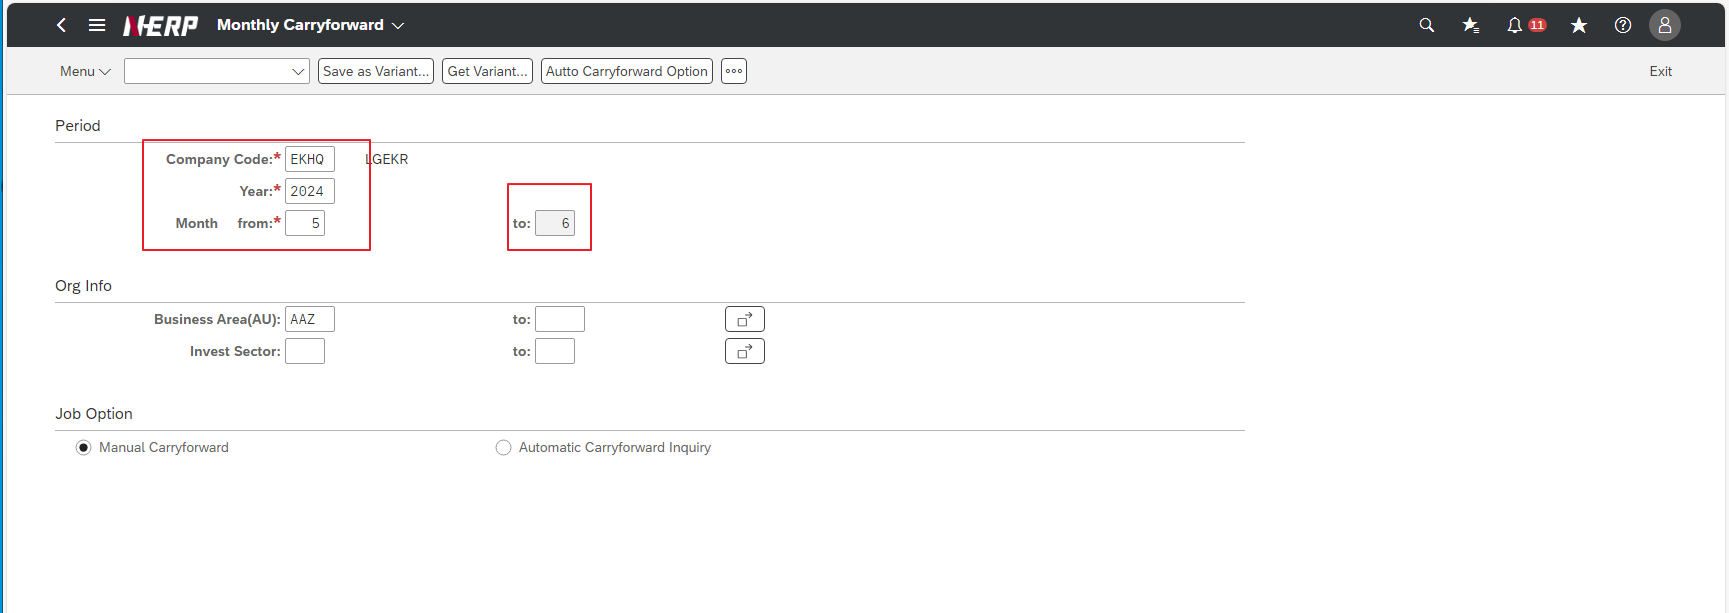 NERP Monthly Carryforward 11
Menu Save as Variant... Get Variant... Autto Carryforward Option Exit
Period
Company Code:* EKHQ LGEKR
Year:* 2024
Month from:* 5 to: 6
Org Info
Business Area(AU): AAZ to:
Invest Sector: to:
Job Option
Manual Carryforward Automatic Carryforward Inquiry